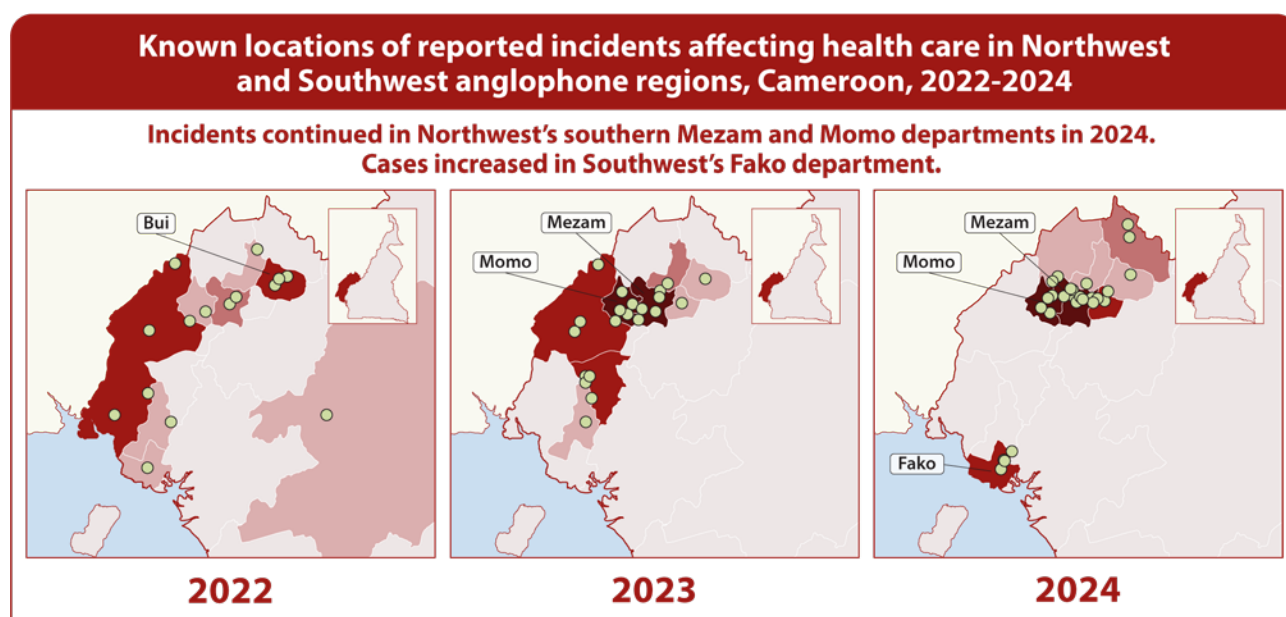 Known locations of reported incidents affecting health care in Northwest
and Southwest anglophone regions, Cameroon, 2022-2024
Incidents continued in Northwest's southern Mezam and Momo departments in 2024.
Cases increased in Southwest's Fako department.
Bui
Mezam
Momo
Mezam
Momo
Fako
2022
2023
2024